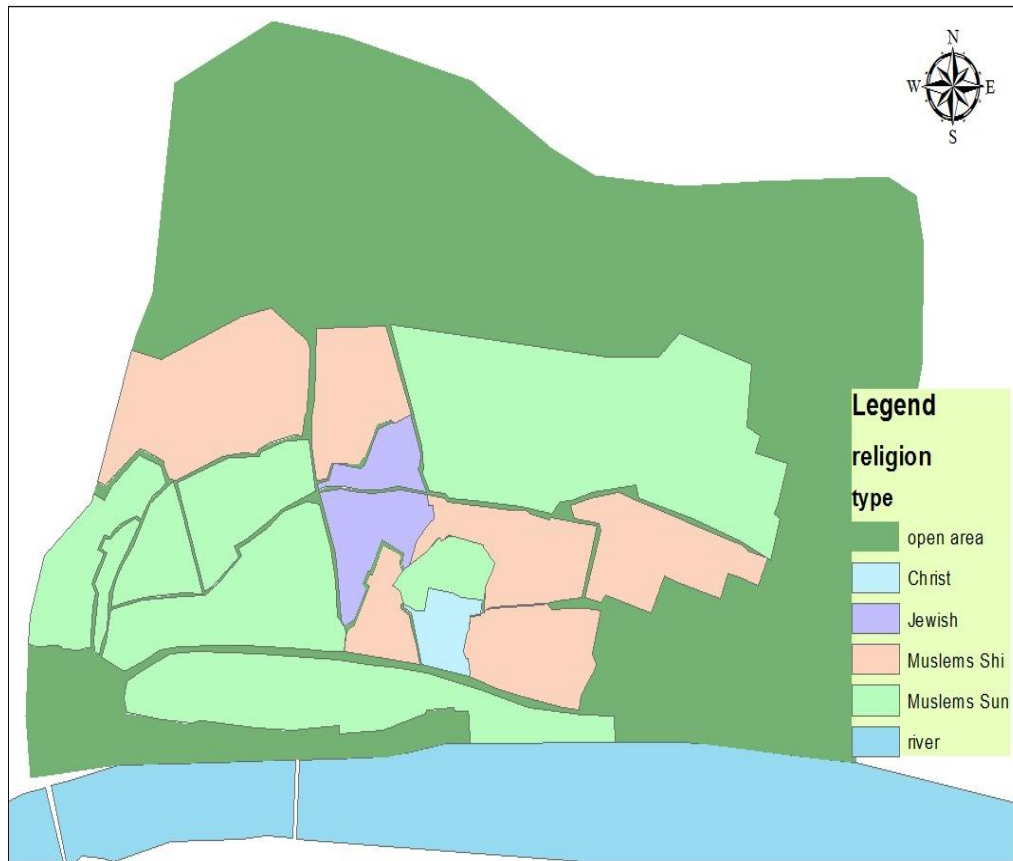 N
W E
S
Legend
religion
type
open area
Christ
Jewish
Muslems Shi
Muslems Sun
river